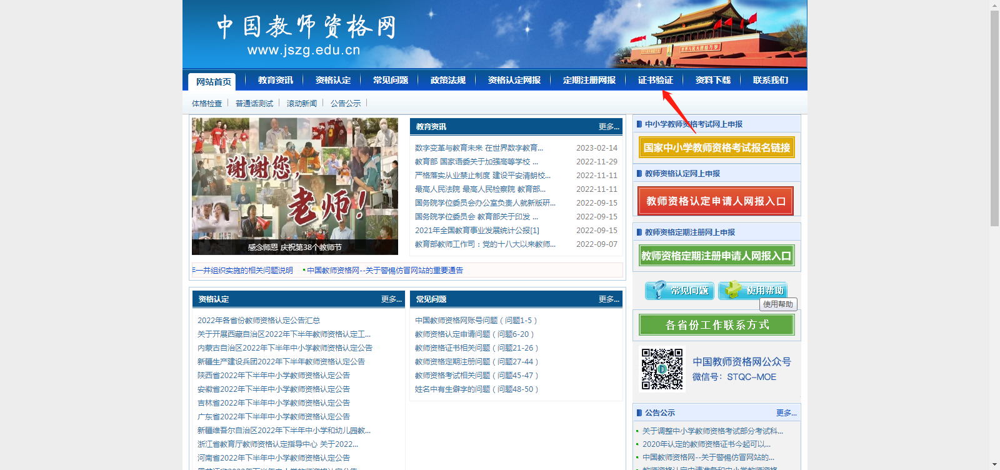 中国教师资格网
www.jszg.edu.cn
网站首页 教育资讯 资格认定 常见问题 政策法规 资格认定网报 定期注册网报 证书验证 资料下载 联系我们
体格检查 普通话测试 滚动新闻 公告公示
谢谢您,
老师!
感念师恩 庆祝第38个教师节
教育资讯 更多...
数字变革与教育未来 在世界数字教育... 2023-02-14
教育部 国家语委关于加强高等学校 ... 2022-11-29
严格落实从业禁止制度 建设平安清朗校... 2022-11-11
最高人民法院 最高人民检察院 教育部... 2022-11-11
国务院学位委员会办公室负责人就新版研... 2022-09-15
国务院学位委员会 教育部关于印发 ... 2022-09-15
2021年全国教育事业发展统计公报[1] 2022-09-15
教育部教师工作司：党的十八大以来教师... 2022-09-07
一并组织实施的相关问题说明 中国教师资格网--关于警惕仿冒网站的重要通告
资格认定 更多...
2022年各省份教师资格认定公告汇总
关于开展西藏自治区2022年下半年教师资格认定工...
内蒙古自治区2022年下半年中小学教师资格认定公告
新疆生产建设兵团2022年下半年教师资格认定公告
陕西省2022年下半年中小学教师资格认定公告
安徽省2022年下半年中小学教师资格认定公告
吉林省2022年下半年中小学教师资格认定公告
广东省2022年下半年中小学教师资格认定公告
新疆维吾尔自治区2022年下半年中小学和幼儿园教...
浙江省教育厅教师资格认定指导中心 关于2022...
河南省2022年下半年中小学教师资格认定公告
常见问题 更多...
中国教师资格网账号问题（问题1-5）
教师资格认定申请问题（问题6-20）
教师资格证书相关问题（问题21-26）
教师资格定期注册问题（问题27-44）
教师资格考试相关问题（问题45-47）
姓名中有生僻字的问题（问题48-50）
中小学教师资格考试网上申报
国家中小学教师资格考试报名链接
教师资格认定网上申报
教师资格认定申请人网报入口
教师资格定期注册网上申报
教师资格定期注册申请人网报入口
常见问题 使用帮助
使用帮助
各省份工作联系方式
中国教师资格网公众号
微信号：STQC-MOE
公告公示 更多...
关于调整中小学教师资格考试部分考试科...
2020年认定的教师资格证书今起可以...
中国教师资格网--关于警惕仿冒网站的...